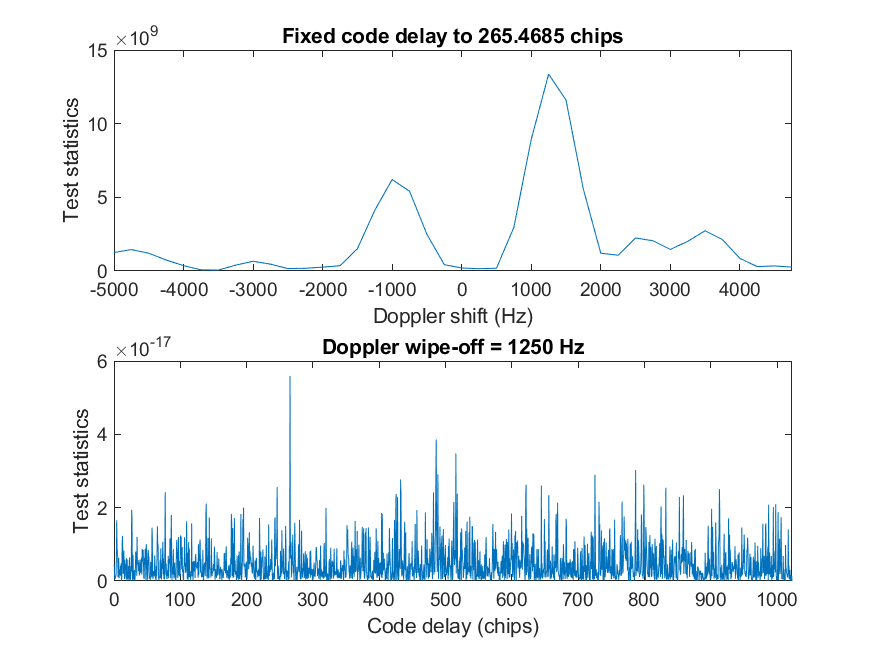 ×10^9
Fixed code delay to 265.4685 chips
15
10
5
0
Test statistics
-5000 -4000 -3000 -2000 -1000 0 1000 2000 3000 4000
Doppler shift (Hz)
×10^-17
Doppler wipe-off = 1250 Hz
6
4
2
0
Test statistics
0 100 200 300 400 500 600 700 800 900 1000
Code delay (chips)